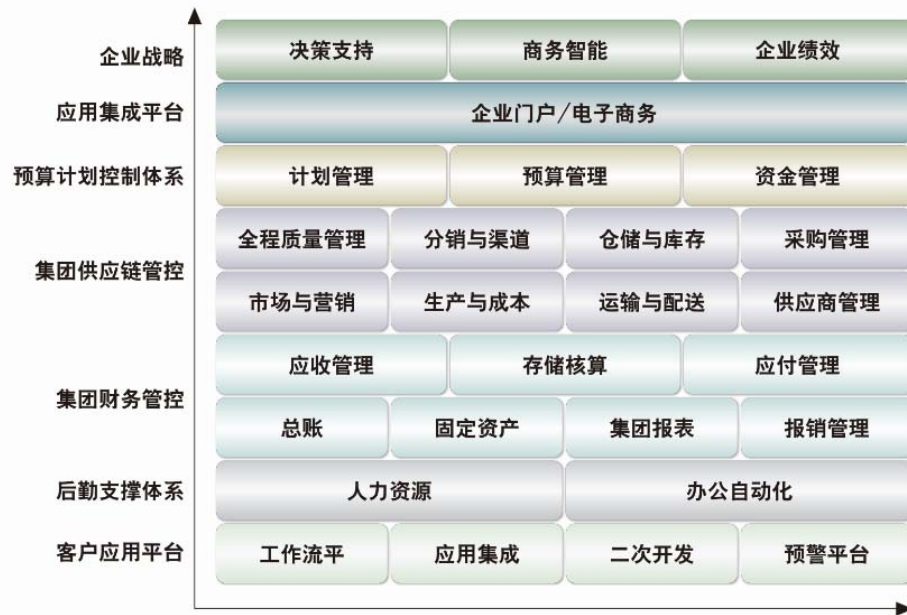 企业战略 决策支持 商务智能 企业绩效
应用集成平台 企业门户/电子商务
预算计划控制体系 计划管理 预算管理 资金管理
全程质量管理 分销与渠道 仓储与库存 采购管理
集团供应链管控
市场与营销 生产与成本 运输与配送 供应商管理
应收管理 存储核算 应付管理
集团财务管控
总账 固定资产 集团报表 报销管理
后勤支撑体系 人力资源 办公自动化
客户应用平台 工作流平 应用集成 二次开发 预警平台